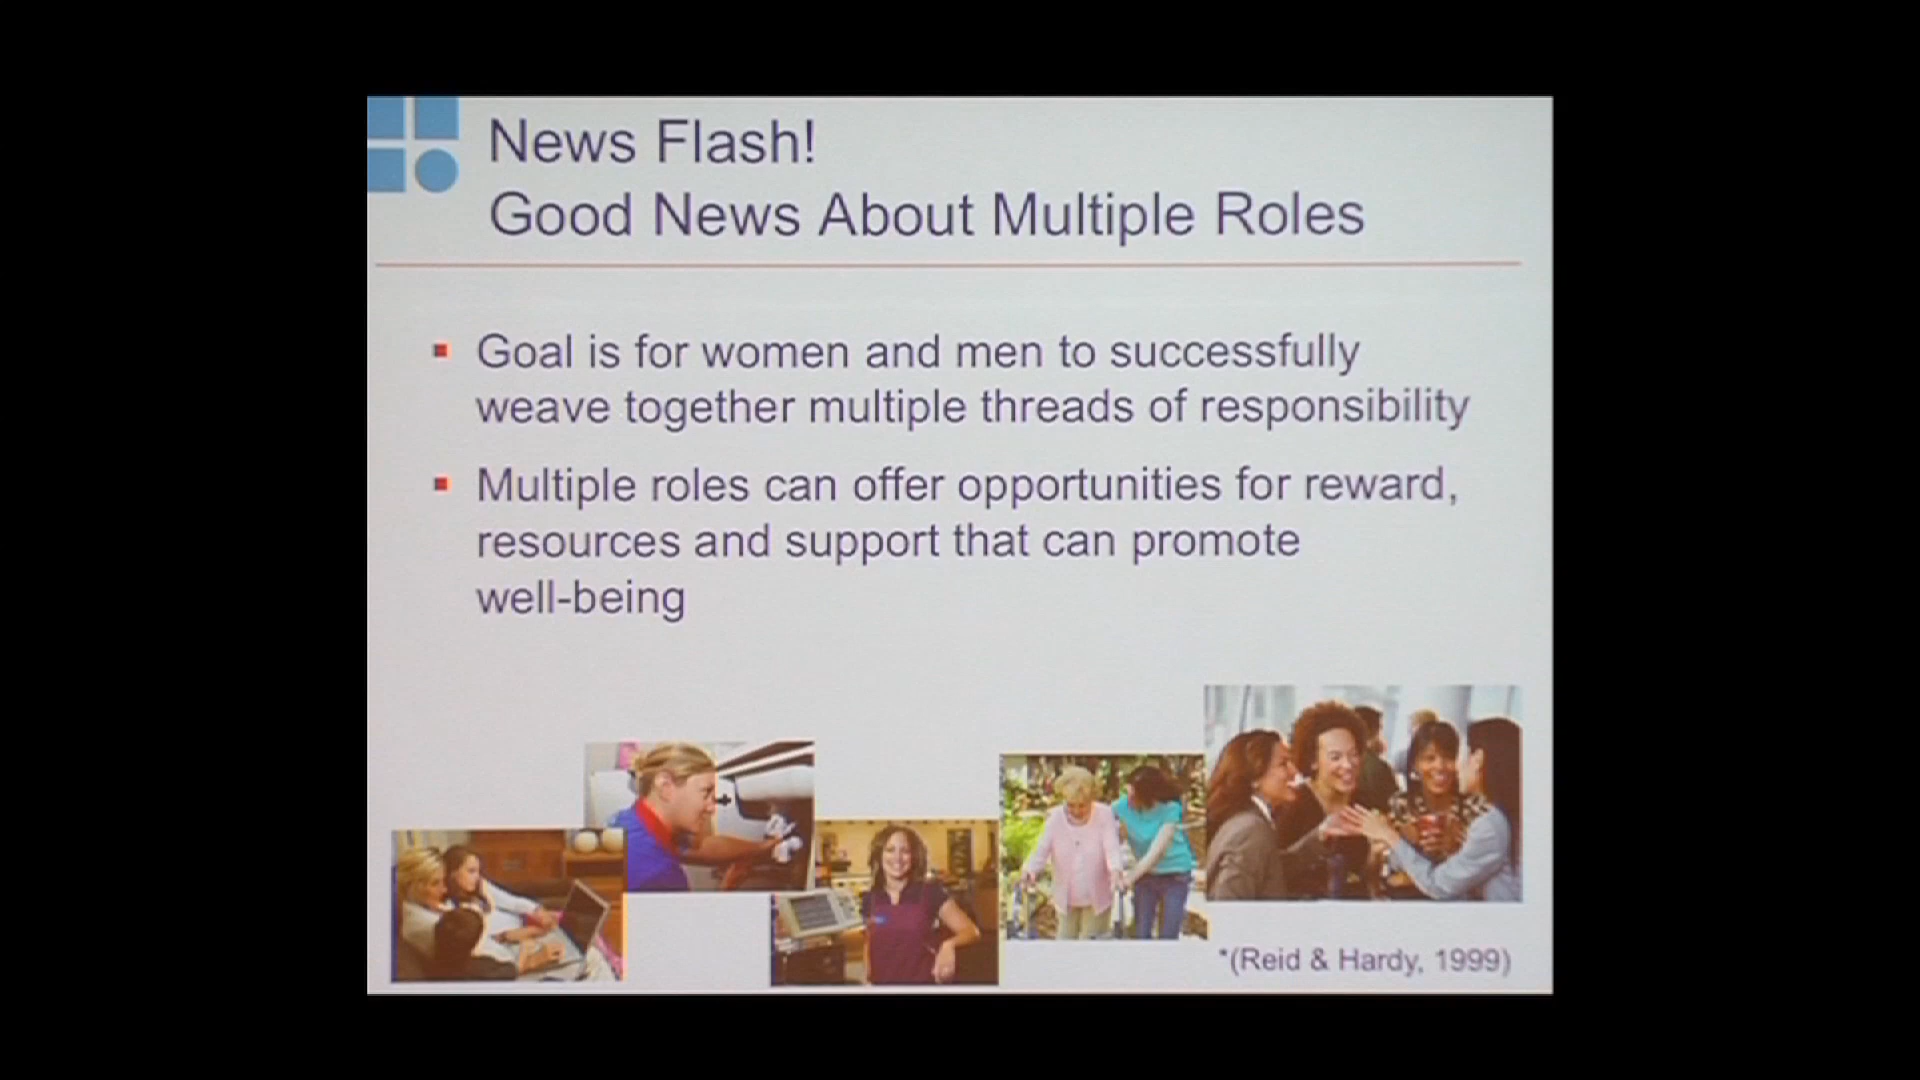 News Flash!
Good News About Multiple Roles
▪ Goal is for women and men to successfully
weave together multiple threads of responsibility
▪ Multiple roles can offer opportunities for reward,
resources and support that can promote
well-being
*(Reid & Hardy, 1999)